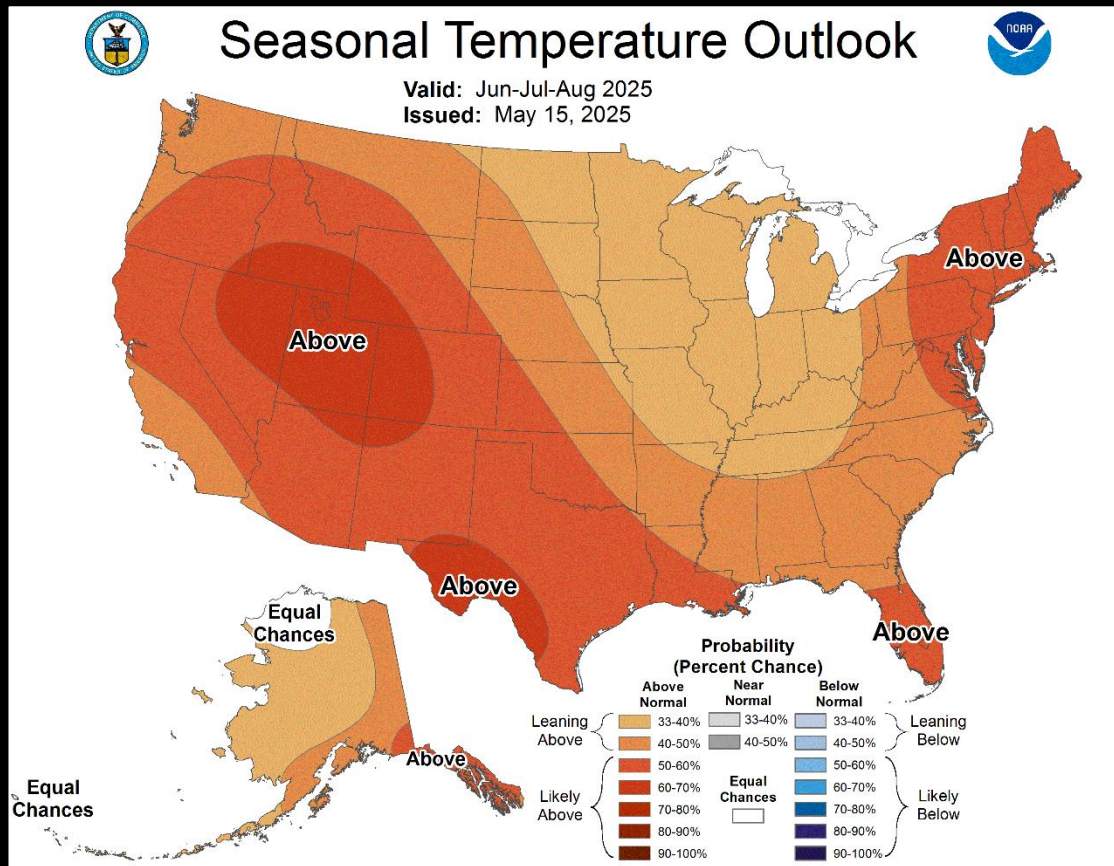 Seasonal Temperature Outlook
NOAA
Valid: Jun-Jul-Aug 2025
Issued: May 15, 2025
Above
Above
Above
Above
Above
Equal
Chances
Equal
Chances
Probability
(Percent Chance)
Above
Normal
Near
Normal
Below
Normal
Leaning
Above
33-40%
40-50%
33-40%
40-50%
33-40%
40-50%
Leaning
Below
Likely
Above
50-60%
60-70%
70-80%
80-90%
90-100%
Equal
Chances
50-60%
60-70%
70-80%
80-90%
90-100%
Likely
Below